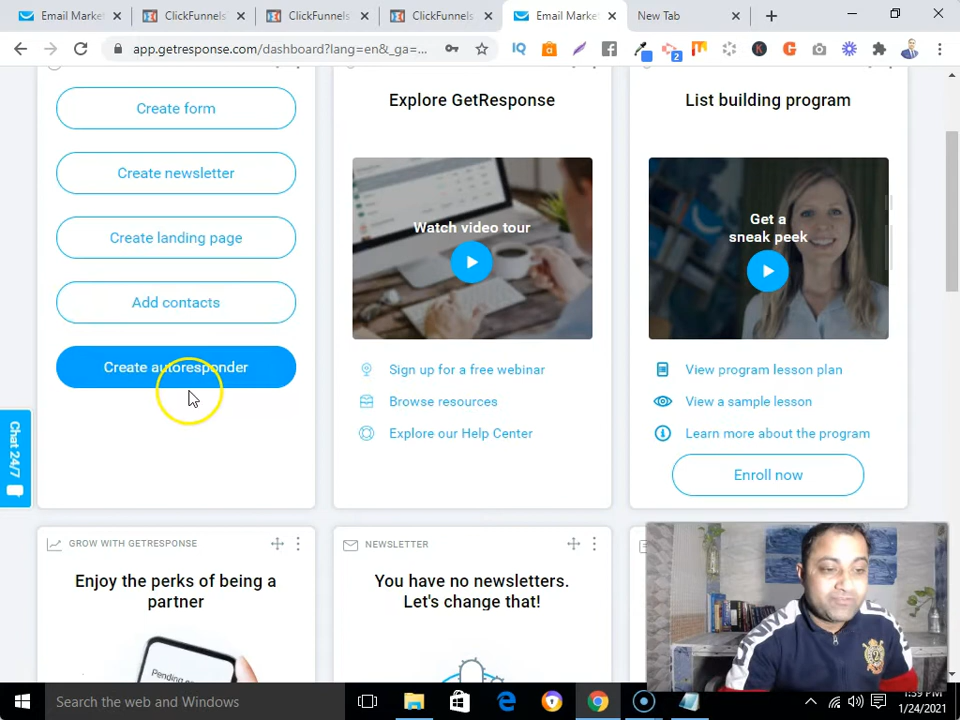 Email Marke
ClickFunnels
ClickFunnels
ClickFunnels
Email Marke
New Tab
app.getresponse.com/dashboard?lang=en&_ga=...
Create form
Create newsletter
Create landing page
Add contacts
Create autoresponder
Explore GetResponse
Watch video tour
Sign up for a free webinar
Browse resources
Explore our Help Center
List building program
Get a
sneak peek
View program lesson plan
View a sample lesson
Learn more about the program
Enroll now
Chat 24/7
GROW WITH GETRESPONSE
Enjoy the perks of being a
partner
NEWSLETTER
You have no newsletters.
Let's change that!
Search the web and Windows
1:59 PM
1/24/2021